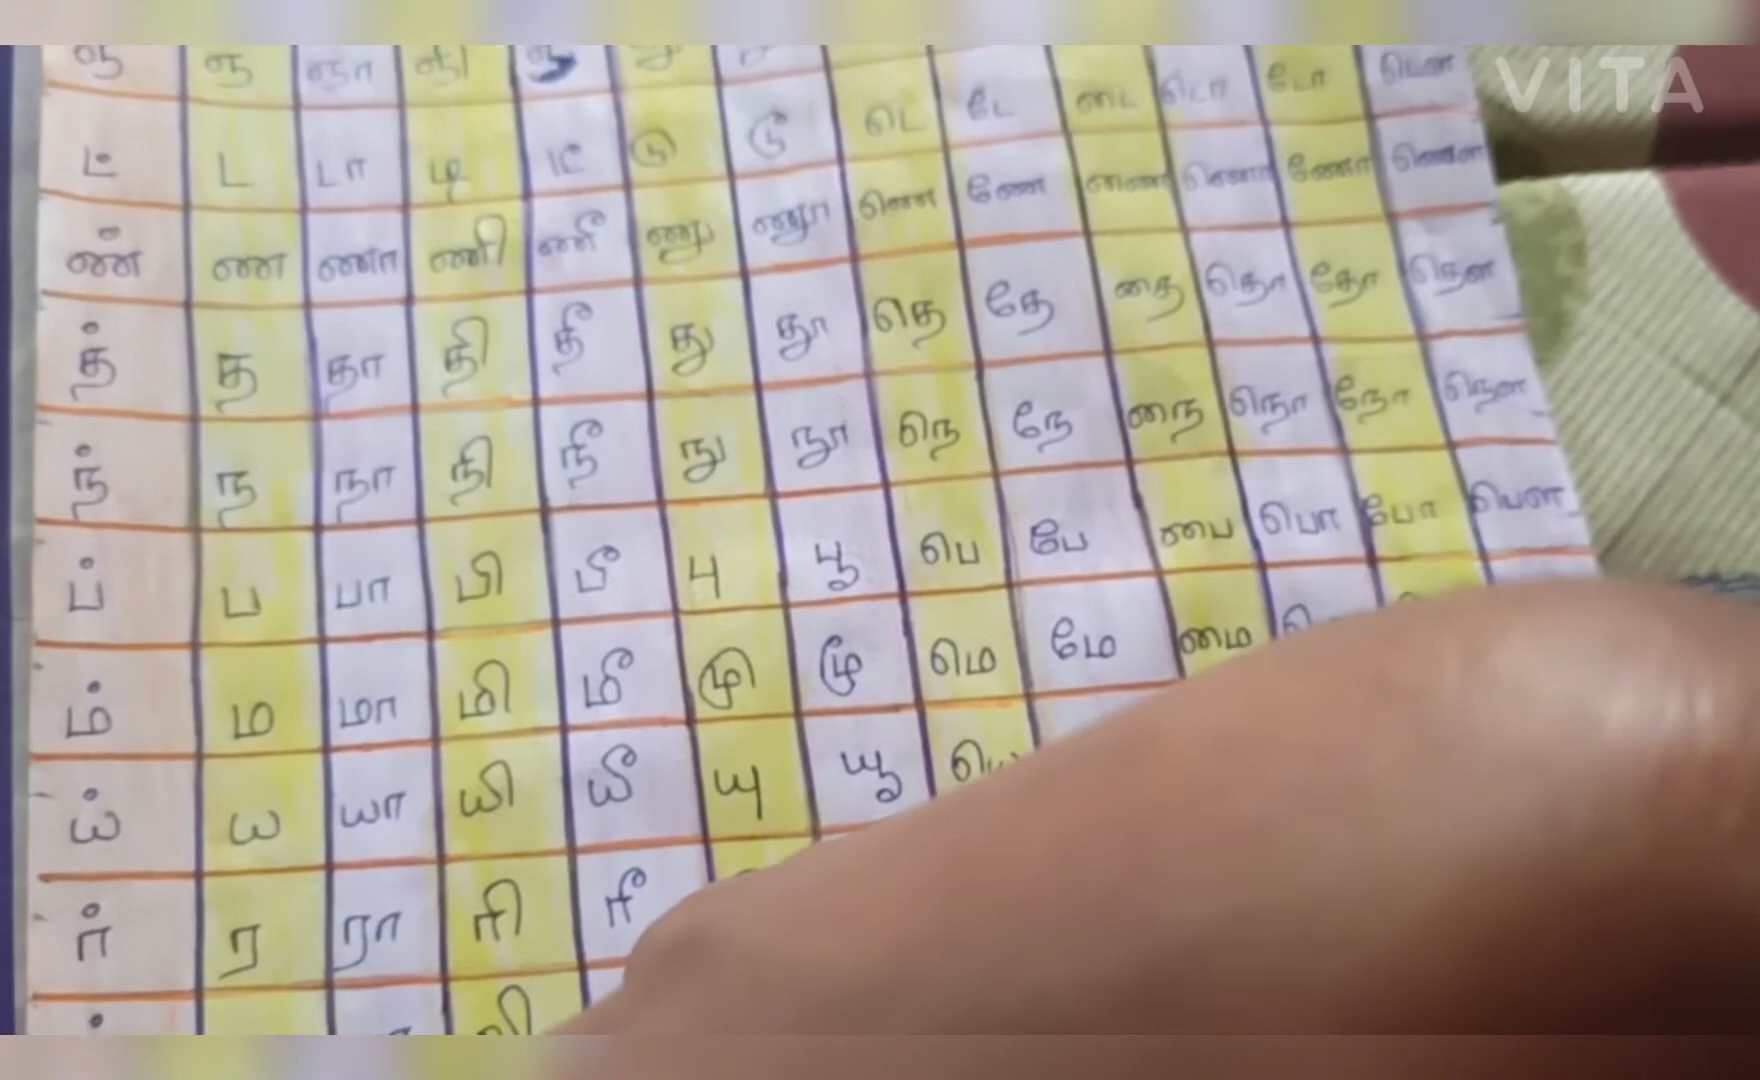 VITA
ட் ட டா டி டீ டு டூ டெ டே டை டொ டோ டௌ
ண் ண ணா ணி ணீ ணு ணூ ணெ ணே ணை ணொ ணோ ணௌ
த் த தா தி தீ து தூ தெ தே தை தொ தோ தௌ
ந் ந நா நி நீ நு நூ நெ நே நை நொ நோ நௌ
ப் ப பா பி பீ பு பூ பெ பே பை பொ போ பௌ
ம் ம மா மி மீ மு மூ மெ மே மை
ய் ய யா யி யீ யு யூ யெ
ர் ர ரா ரி ரீ